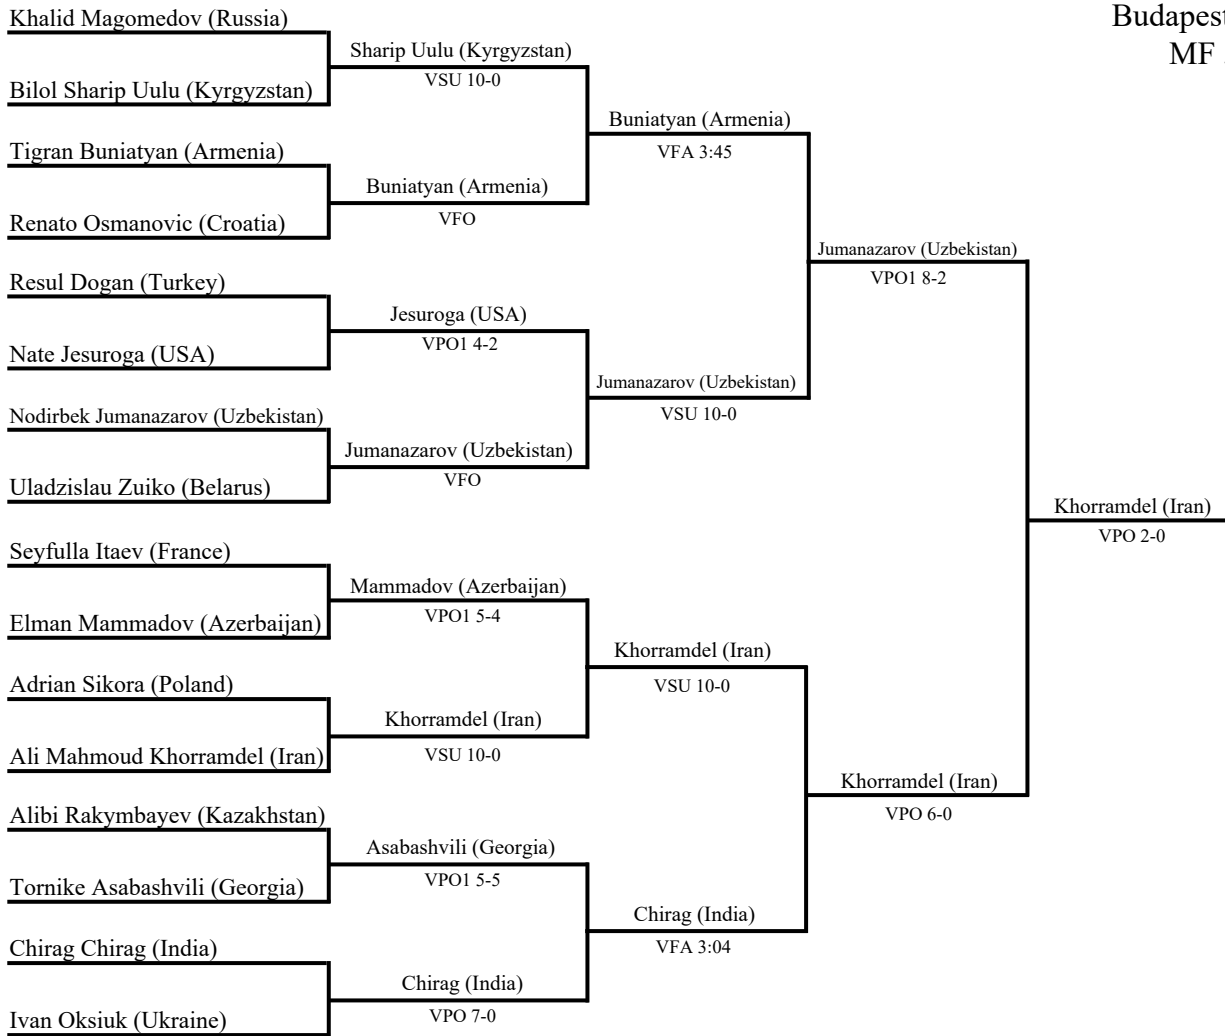 Budapest
MF
Khalid Magomedov (Russia)
Sharip Uulu (Kyrgyzstan)
VSU 10-0
Bilol Sharip Uulu (Kyrgyzstan)
Buniatyan (Armenia)
VFA 3:45
Tigran Buniatyan (Armenia)
Buniatyan (Armenia)
VFO
Renato Osmanovic (Croatia)
Jumanazarov (Uzbekistan)
VPO1 8-2
Resul Dogan (Turkey)
Jesuroga (USA)
VPO1 4-2
Nate Jesuroga (USA)
Jumanazarov (Uzbekistan)
VSU 10-0
Nodirbek Jumanazarov (Uzbekistan)
Jumanazarov (Uzbekistan)
VFO
Uladzislau Zuiko (Belarus)
Khorramdel (Iran)
VPO 2-0
Seyfulla Itaev (France)
Mammadov (Azerbaijan)
VPO1 5-4
Elman Mammadov (Azerbaijan)
Khorramdel (Iran)
VSU 10-0
Adrian Sikora (Poland)
Khorramdel (Iran)
VSU 10-0
Ali Mahmoud Khorramdel (Iran)
Khorramdel (Iran)
VPO 6-0
Alibi Rakymbayev (Kazakhstan)
Asabashvili (Georgia)
VPO1 5-5
Tornike Asabashvili (Georgia)
Chirag (India)
VFA 3:04
Chirag Chirag (India)
Chirag (India)
VPO 7-0
Ivan Oksiuk (Ukraine)